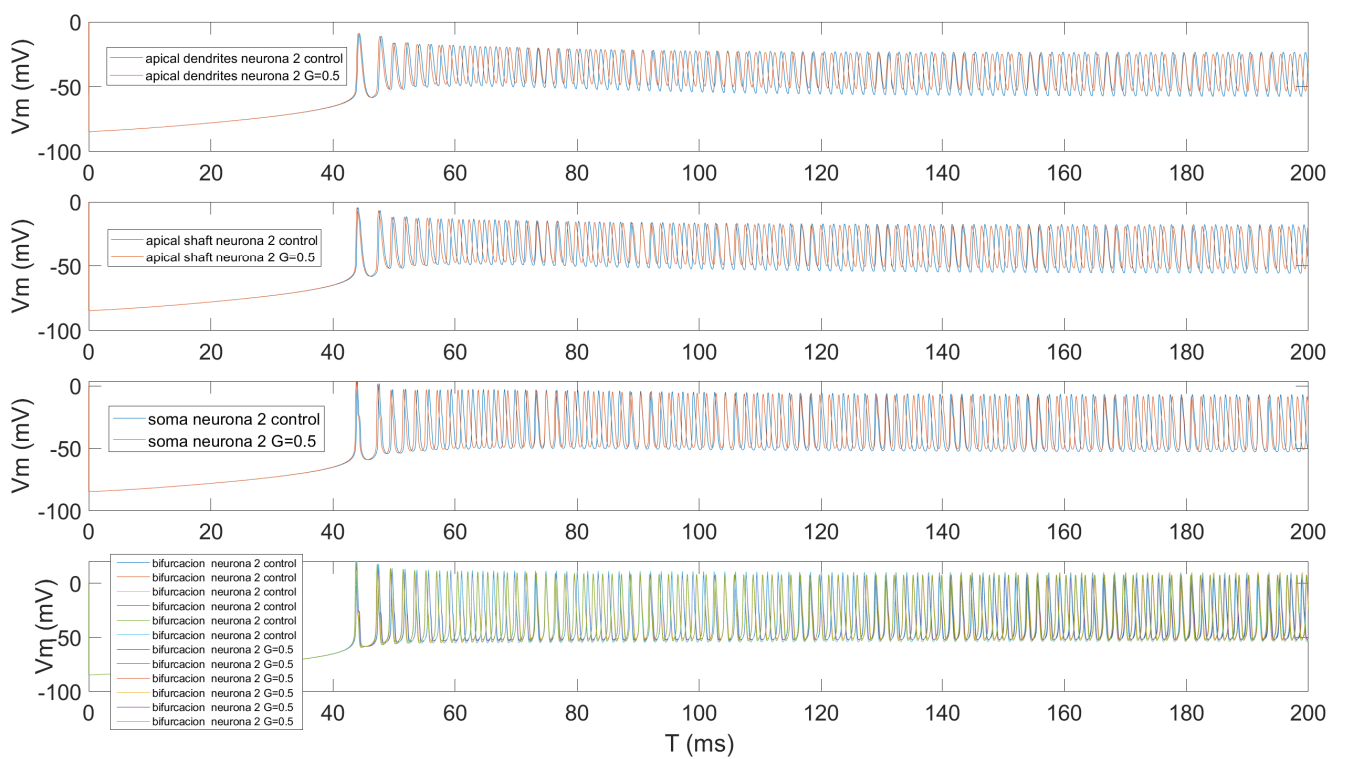 0
-50
-100
Vm (mV)
apical dendrites neurona 2 control
apical dendrites neurona 2 G=0.5
0 20 40 60 80 100 120 140 160 180 200
0
-50
-100
Vm (mV)
apical shaft neurona 2 control
apical shaft neurona 2 G=0.5
0 20 40 60 80 100 120 140 160 180 200
0
-50
-100
Vm (mV)
soma neurona 2 control
soma neurona 2 G=0.5
0 20 40 60 80 100 120 140 160 180 200
0
-50
-100
Vm (mV)
bifurcacion neurona 2 control
bifurcacion neurona 2 control
bifurcacion neurona 2 control
bifurcacion neurona 2 control
bifurcacion neurona 2 control
bifurcacion neurona 2 control
bifurcacion neurona 2 G=0.5
bifurcacion neurona 2 G=0.5
bifurcacion neurona 2 G=0.5
bifurcacion neurona 2 G=0.5
bifurcacion neurona 2 G=0.5
bifurcacion neurona 2 G=0.5
0 20 40 60 80 100 120 140 160 180 200
T (ms)